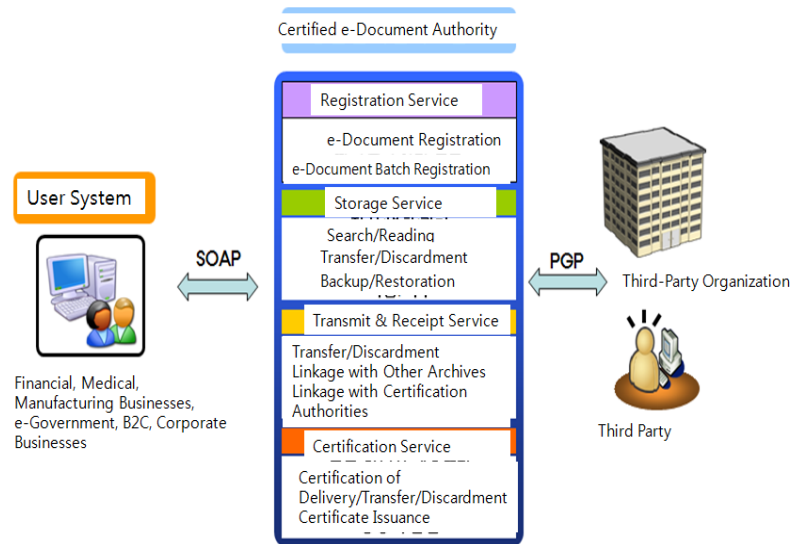 Certified e-Document Authority
Registration Service
e-Document Registration
e-Document Batch Registration
Storage Service
Search/Reading
Transfer/Discardment
Backup/Restoration
Transmit & Receipt Service
Transfer/Discardment
Linkage with Other Archives
Linkage with Certification
Authorities
Certification Service
Certification of
Delivery/Transfer/Discardment
Certificate Issuance
User System
SOAP
Financial, Medical,
Manufacturing Businesses,
e-Government, B2C, Corporate
Businesses
PGP
Third-Party Organization
Third Party